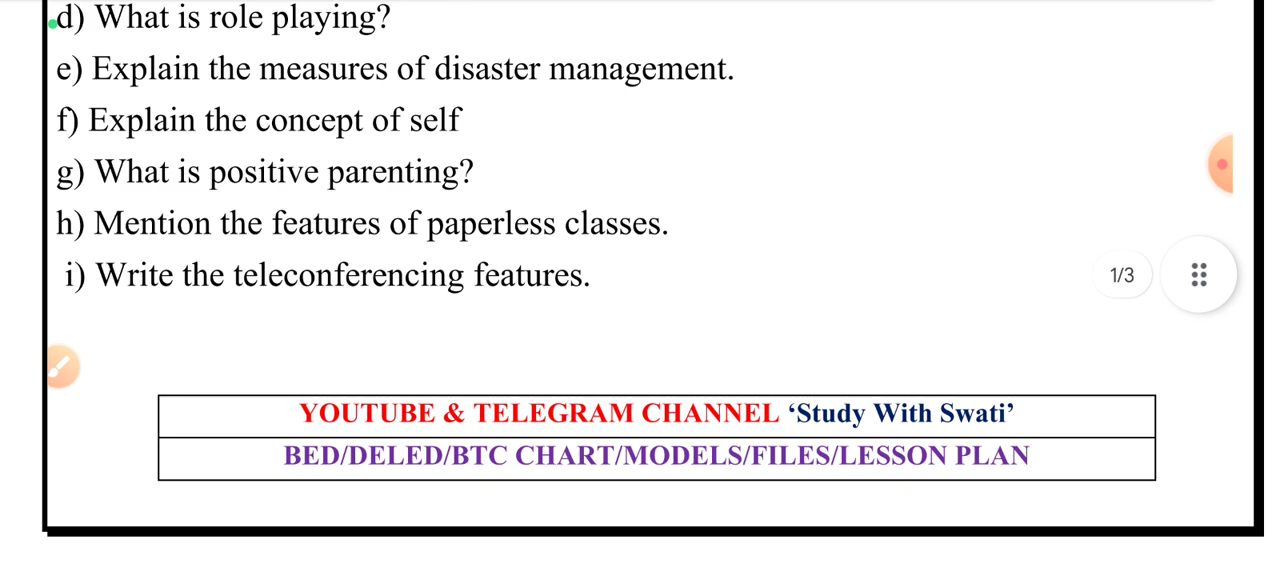 d) What is role playing?
e) Explain the measures of disaster management.
f) Explain the concept of self
g) What is positive parenting?
h) Mention the features of paperless classes.
i) Write the teleconferencing features.
1/3
YOUTUBE & TELEGRAM CHANNEL ‘Study With Swati’
BED/DELED/BTC CHART/MODELS/FILES/LESSON PLAN